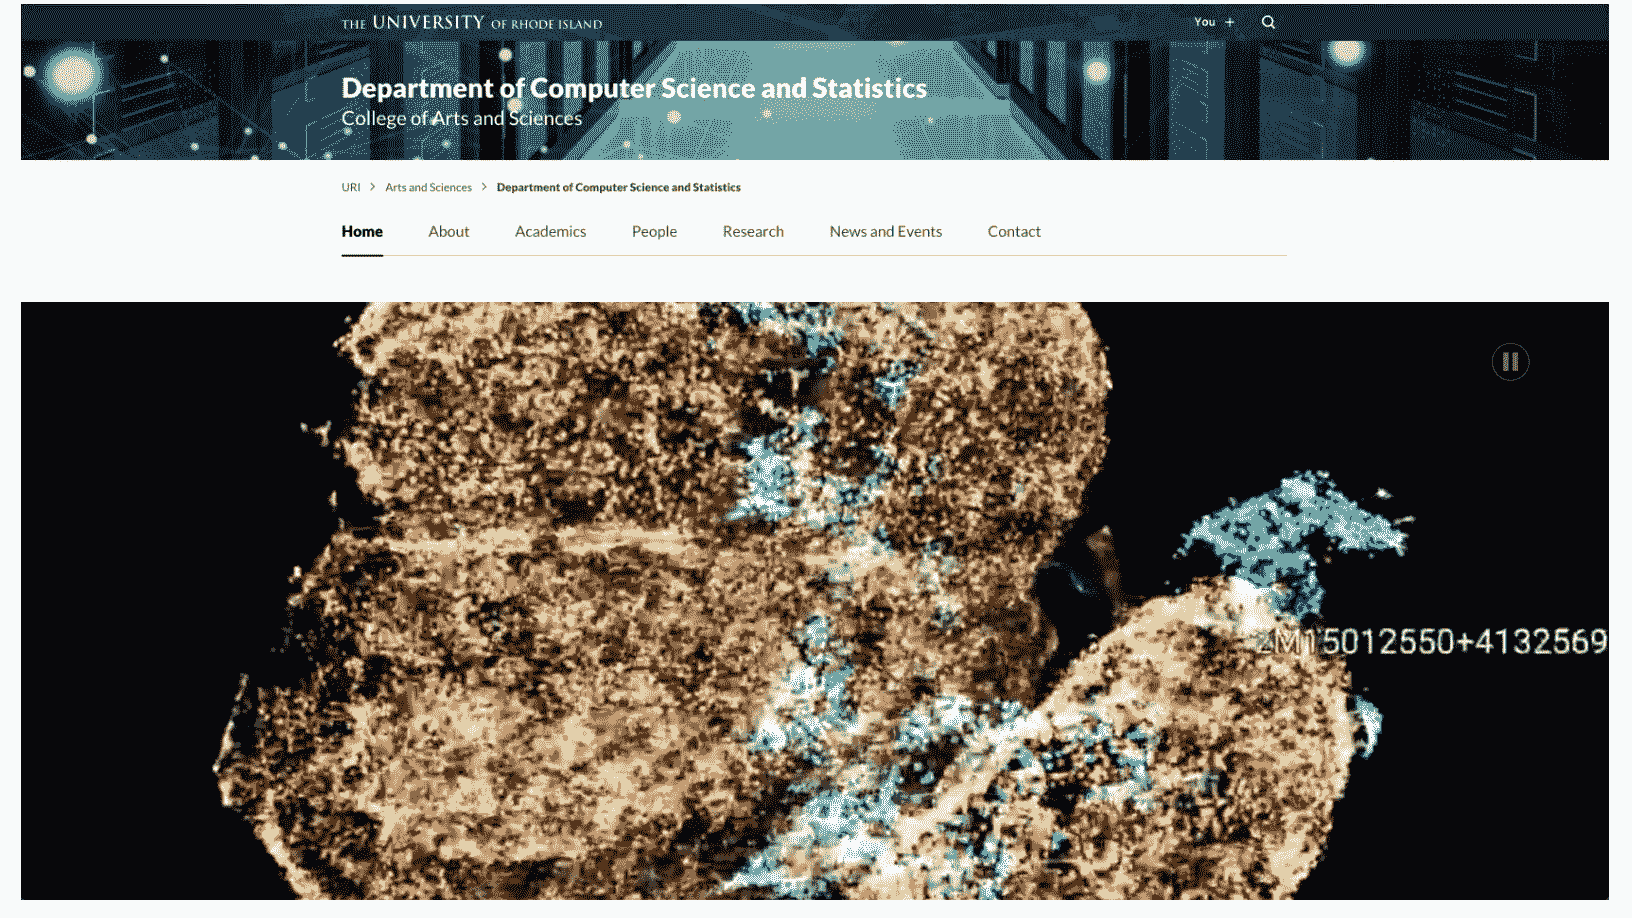 THE UNIVERSITY OF RHODE ISLAND
You +
Department of Computer Science and Statistics
College of Arts and Sciences
URI > Arts and Sciences > Department of Computer Science and Statistics
Home About Academics People Research News and Events Contact
2M15012550+4132569